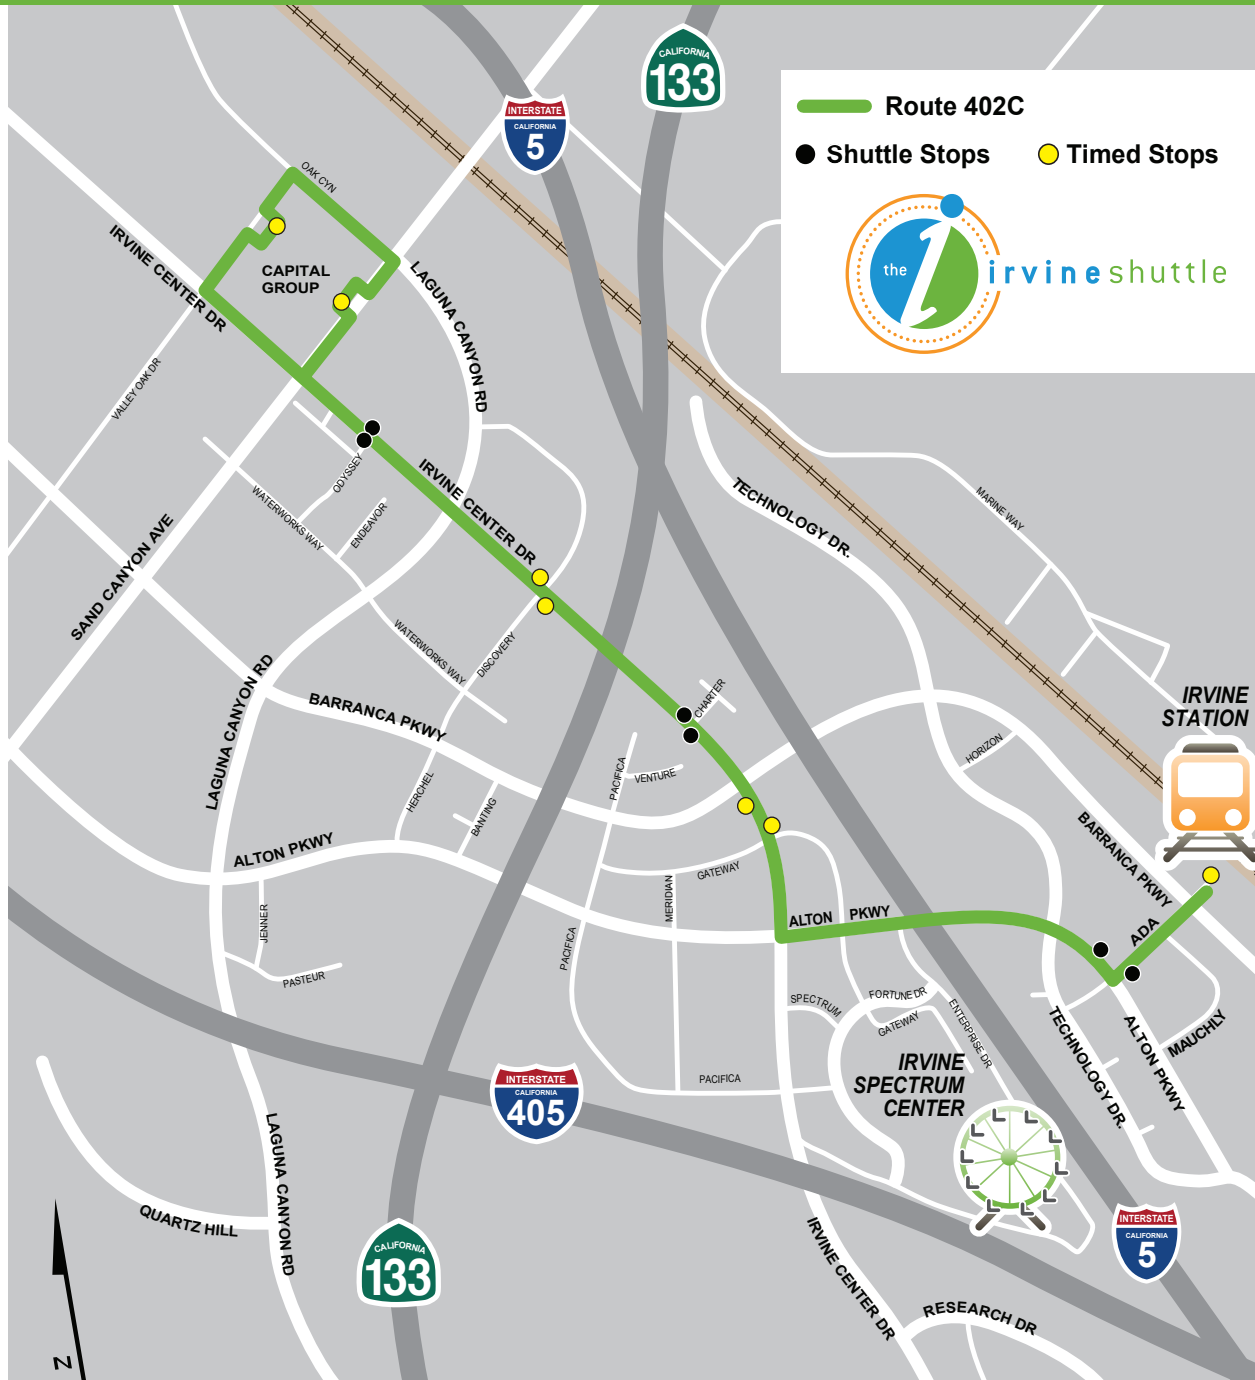 CALIFORNIA
133
INTERSTATE
CALIFORNIA
5
Route 402C
Shuttle Stops
Timed Stops
the
i
irvineshuttle
OAK CYN
IRVINE CENTER DR
CAPITAL
GROUP
LAGUNA CANYON RD
VALLEY OAK DR
ODYSSEY
IRVINE CENTER DR
WATERWORKS WAY
ENDEAVOR
TECHNOLOGY DR.
MARINE WAY
SAND CANYON AVE
WATERWORKS WAY
DISCOVERY
LAGUNA CANYON RD
BARRANCA PKWY
CHARTER
IRVINE
STATION
HORIZON
PACIFICA
VENTURE
HERCHEL
BANTING
ALTON PKWY
GATEWAY
MERIDIAN
BARRANCA PKWY
JENNER
PASTEUR
PACIFICA
ALTON PKWY
ADA
SPECTRUM
FORTUNE DR
GATEWAY
ENTERPRISE DR
TECHNOLOGY DR.
ALTON PKWY
MAUCHLY
IRVINE
SPECTRUM
CENTER
PACIFICA
INTERSTATE
CALIFORNIA
405
LAGUNA CANYON RD
QUARTZ HILL
CALIFORNIA
133
IRVINE CENTER DR
INTERSTATE
CALIFORNIA
5
RESEARCH DR
N